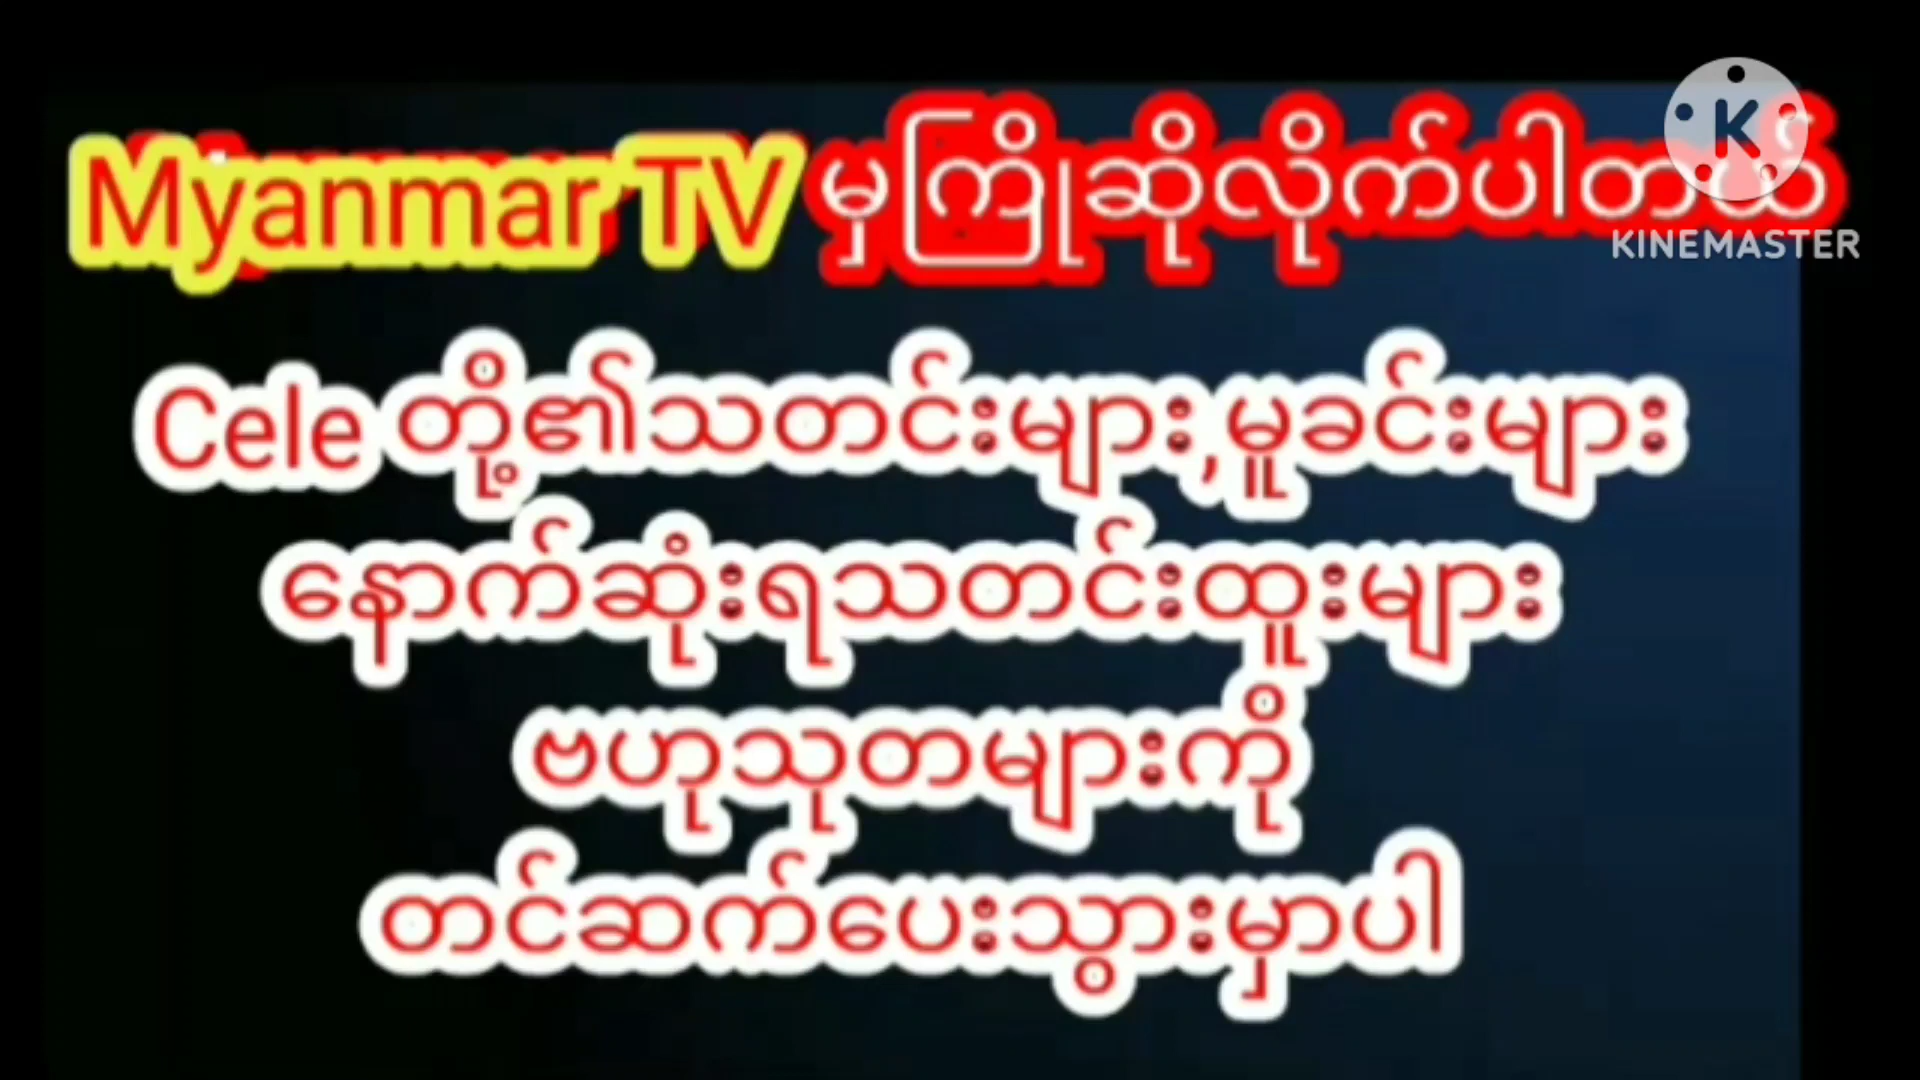 Myanmar TV မှကြိုဆိုလိုက်ပါတယ်
KINEMASTER
Cele တို့၏သတင်းများ,မူခင်းများ
နောက်ဆုံးရသတင်းထူးများ
ဗဟုသုတများကို
တင်ဆက်ပေးသွားမှာပါ